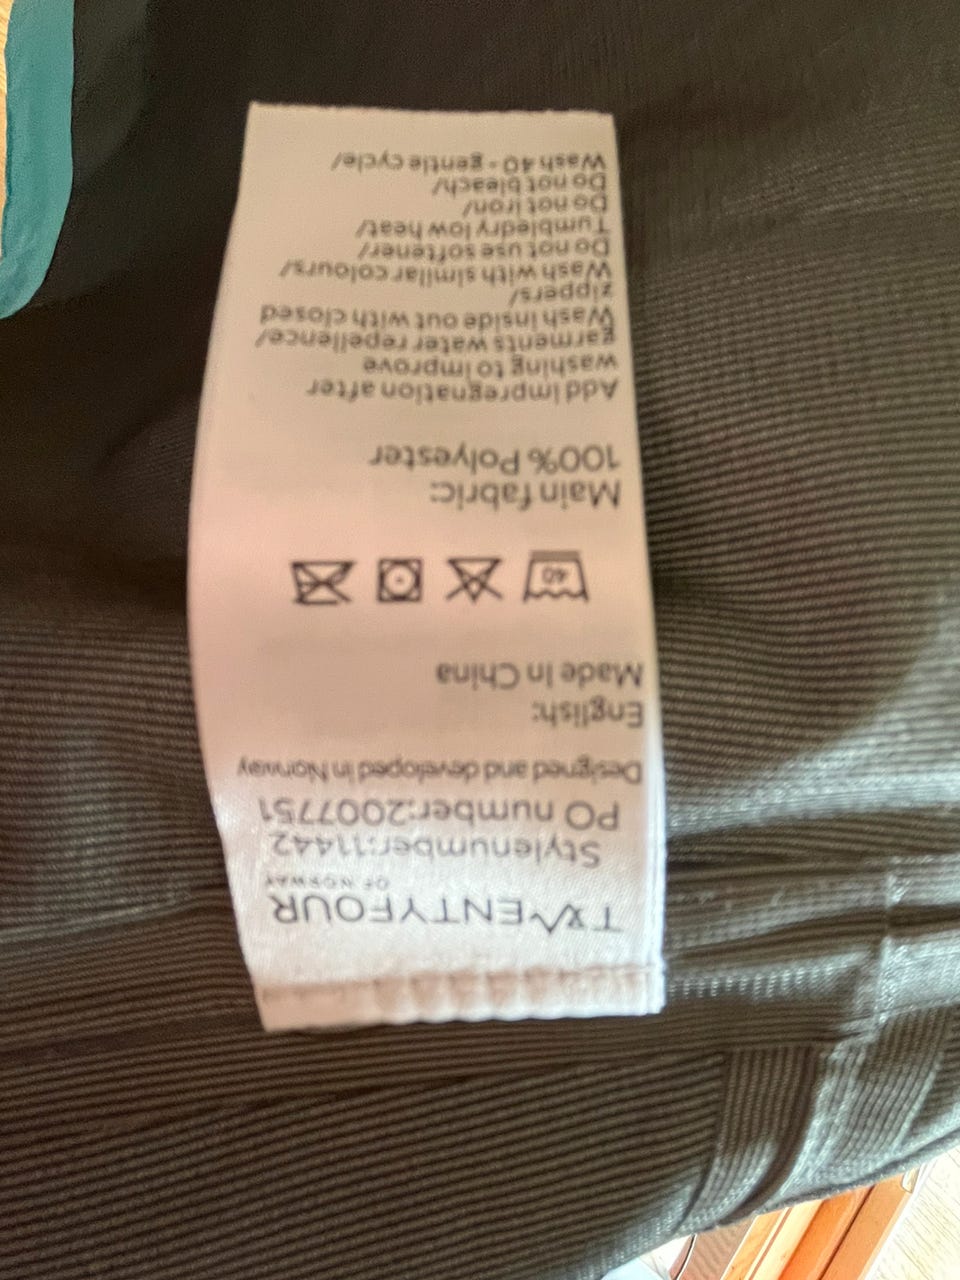 TWENTYFOUR
OF NORWAY
Stylenumber:11442
PO number:2007751
Designed and developed in Norway
English:
Made In China
40
Main fabric:
100% Polyester
Add impregnation after
washing to improve
garments water repellence/
Wash inside out with closed
zippers/
Wash with similar colours/
Do not use softener/
Tumbledry low heat/
Do not iron/
Do not bleach/
Wash 40 - gentle cycle/